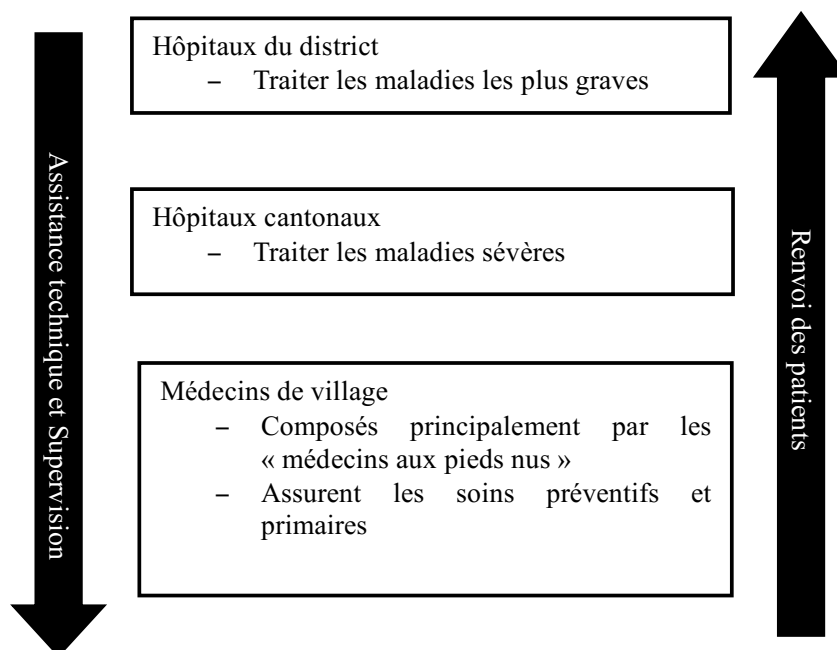 Hôpitaux du district
– Traiter les maladies les plus graves
Hôpitaux cantonaux
– Traiter les maladies sévères
Médecins de village
– Composés principalement par les
« médecins aux pieds nus »
– Assurent les soins préventifs et
primaires
Assistance technique et Supervision
Renvoi des patients